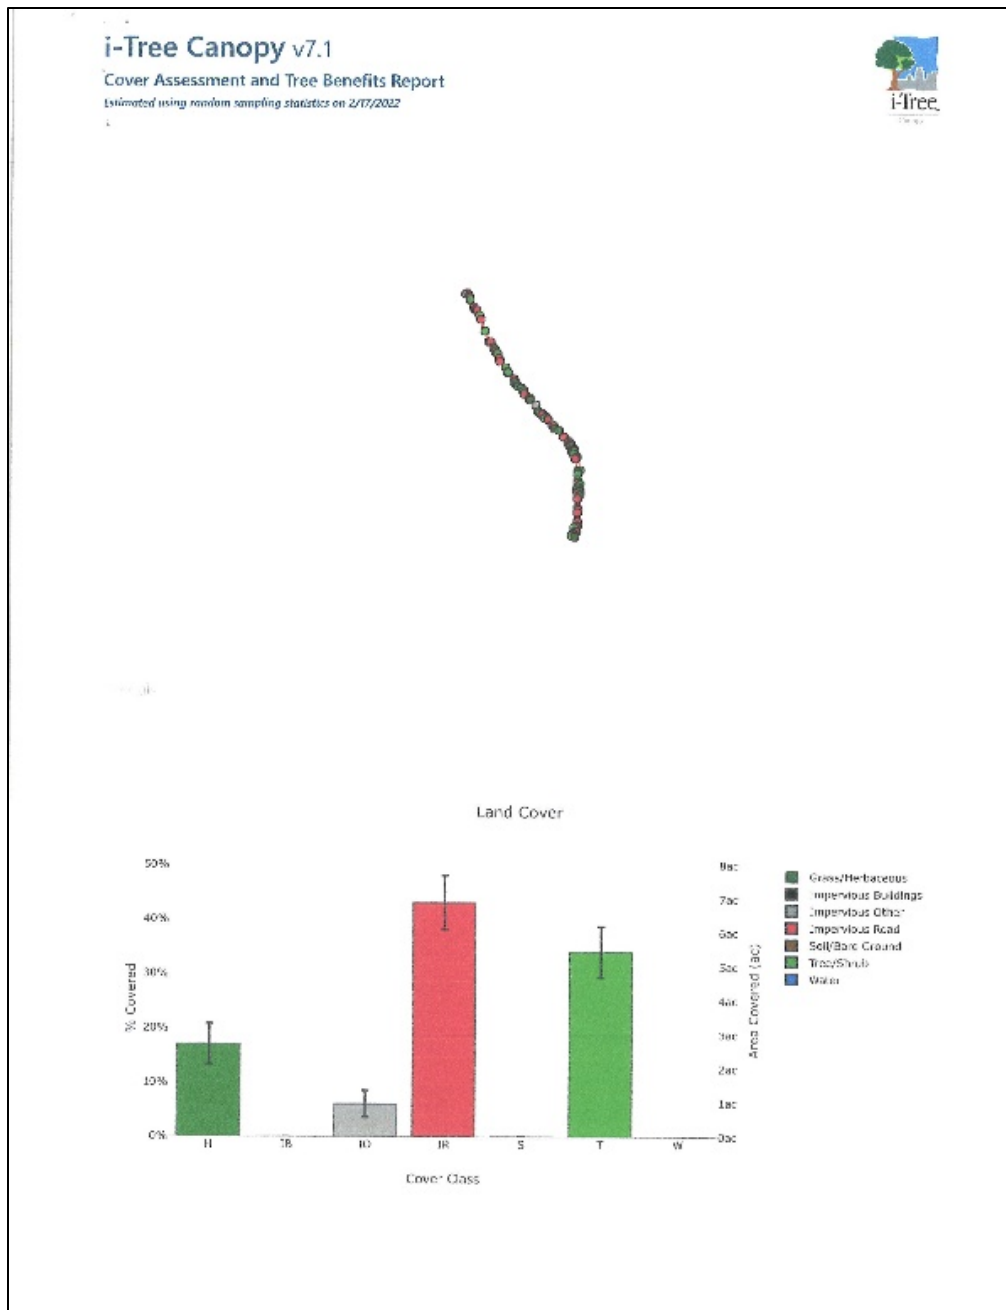 i-Tree Canopy v7.1
Cover Assessment and Tree Benefits Report
Estimated using random sampling statistics on 2/17/2022
i-Tree
Canopy
Land Cover
50%
40%
30%
20%
10%
0%
% Covered
8ac
7ac
6ac
5ac
4ac
3ac
2ac
1ac
0ac
Area Covered (ac)
H IB IO IR S T W
Cover Class
Grass/Herbaceous
Impervious Buildings
Impervious Other
Impervious Road
Soil/Bare Ground
Tree/Shrub
Water